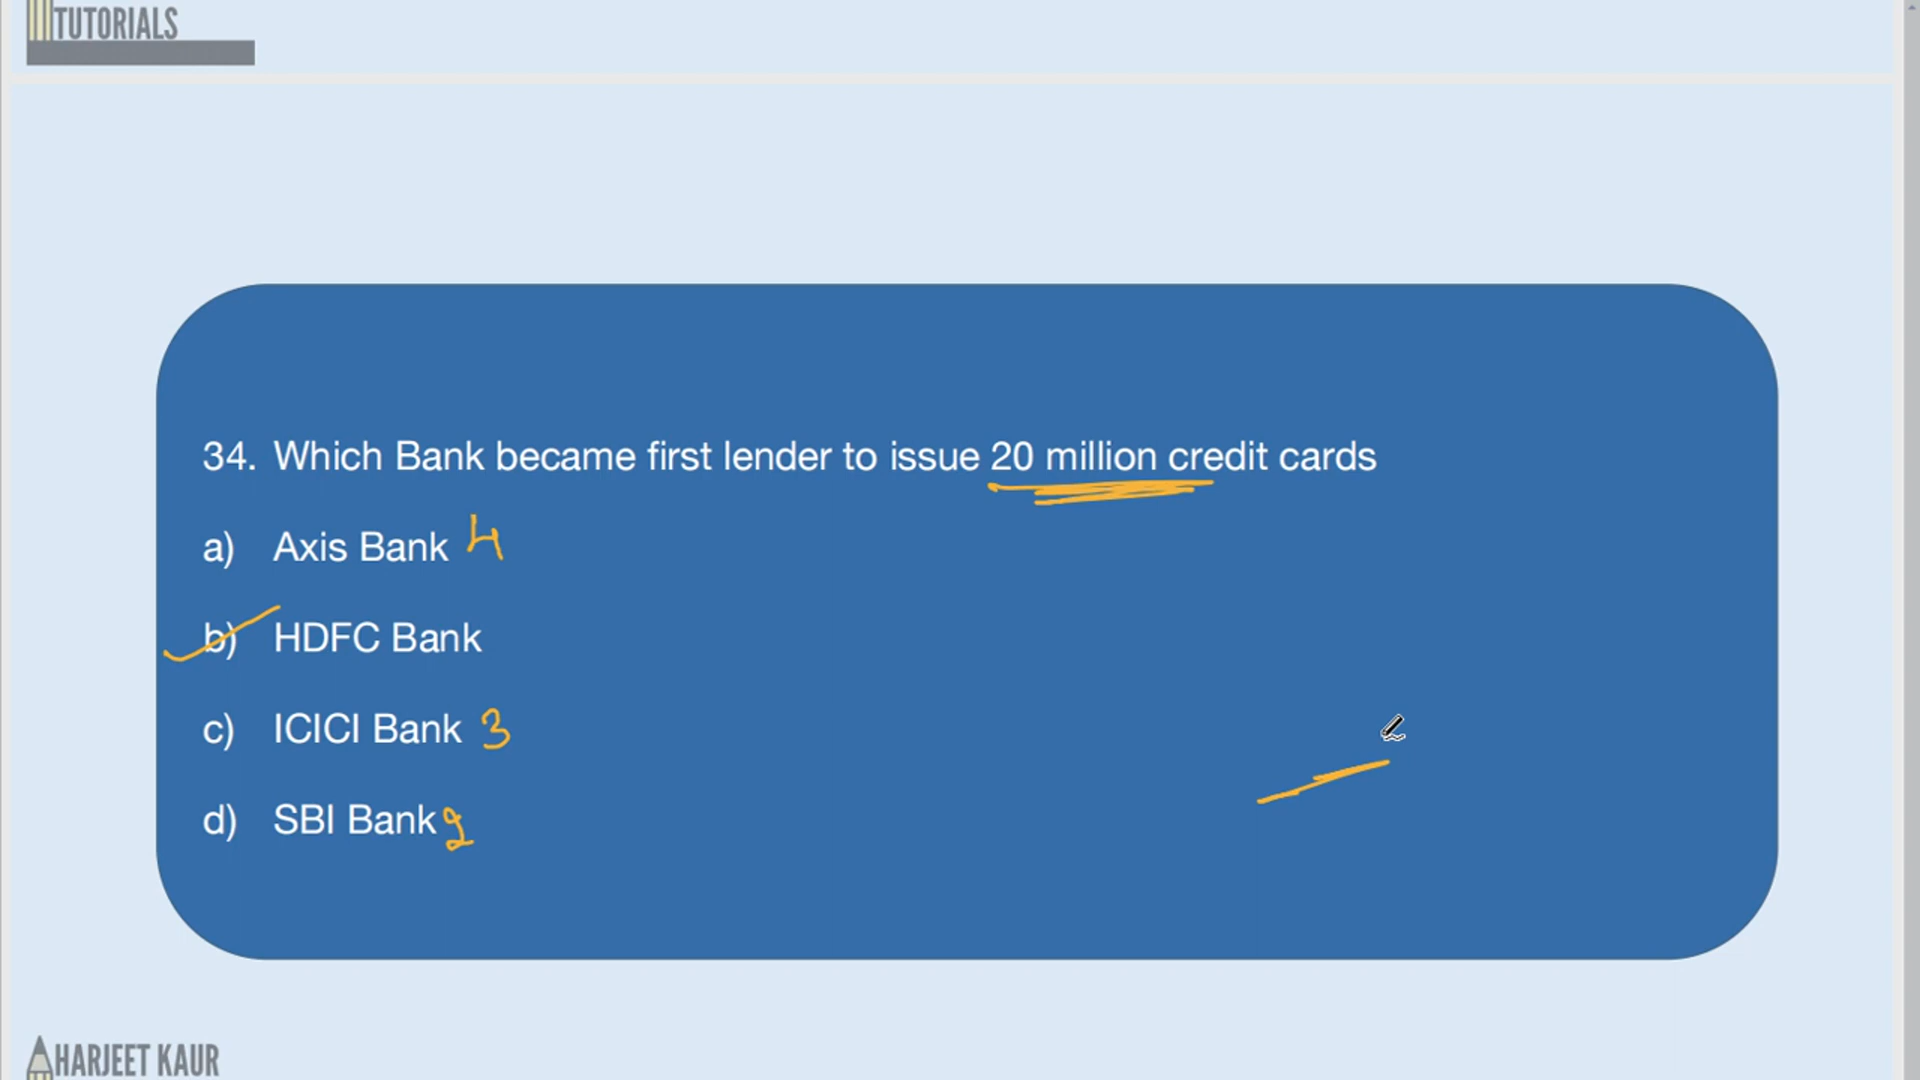 TUTORIALS
34. Which Bank became first lender to issue 20 million credit cards
a) Axis Bank 4
b) HDFC Bank
c) ICICI Bank 3
d) SBI Bank 2
HARJEET KAUR